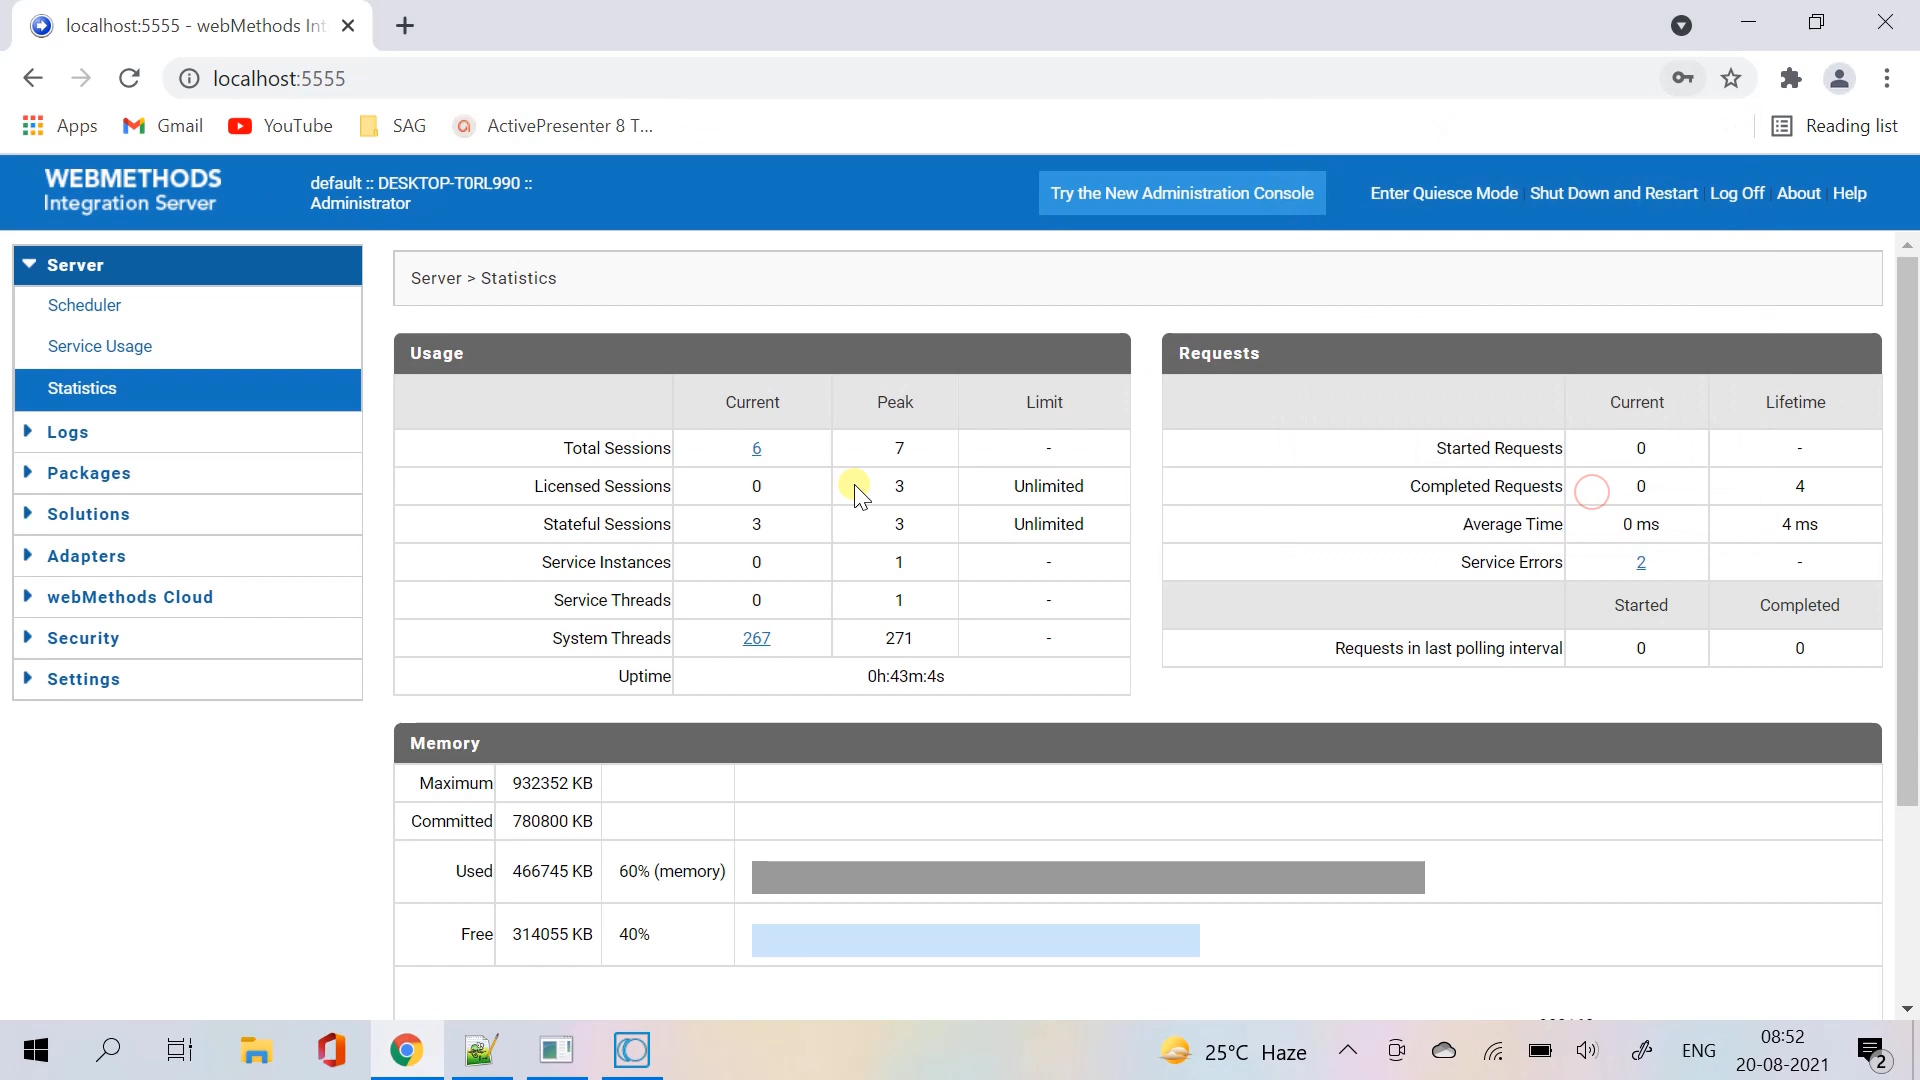 localhost:5555 - webMethods Int
localhost:5555
Apps
Gmail
YouTube
SAG
ActivePresenter 8 T...
Reading list
WEBMETHODS
Integration Server
default :: DESKTOP-T0RL990 ::
Administrator
Try the New Administration Console
Enter Quiesce Mode Shut Down and Restart Log Off About Help
Server
Scheduler
Service Usage
Statistics
Logs
Packages
Solutions
Adapters
webMethods Cloud
Security
Settings
Server > Statistics
Usage
Current Peak Limit
Total Sessions 6 7 -
Licensed Sessions 0 3 Unlimited
Stateful Sessions 3 3 Unlimited
Service Instances 0 1 -
Service Threads 0 1 -
System Threads 267 271 -
Uptime 0h:43m:4s
Requests
Current Lifetime
Started Requests 0 -
Completed Requests 0 4
Average Time 0 ms 4 ms
Service Errors 2 -
Started Completed
Requests in last polling interval 0 0
Memory
Maximum 932352 KB
Committed 780800 KB
Used 466745 KB 60% (memory)
Free 314055 KB 40%
25°C Haze
ENG
08:52
20-08-2021
2